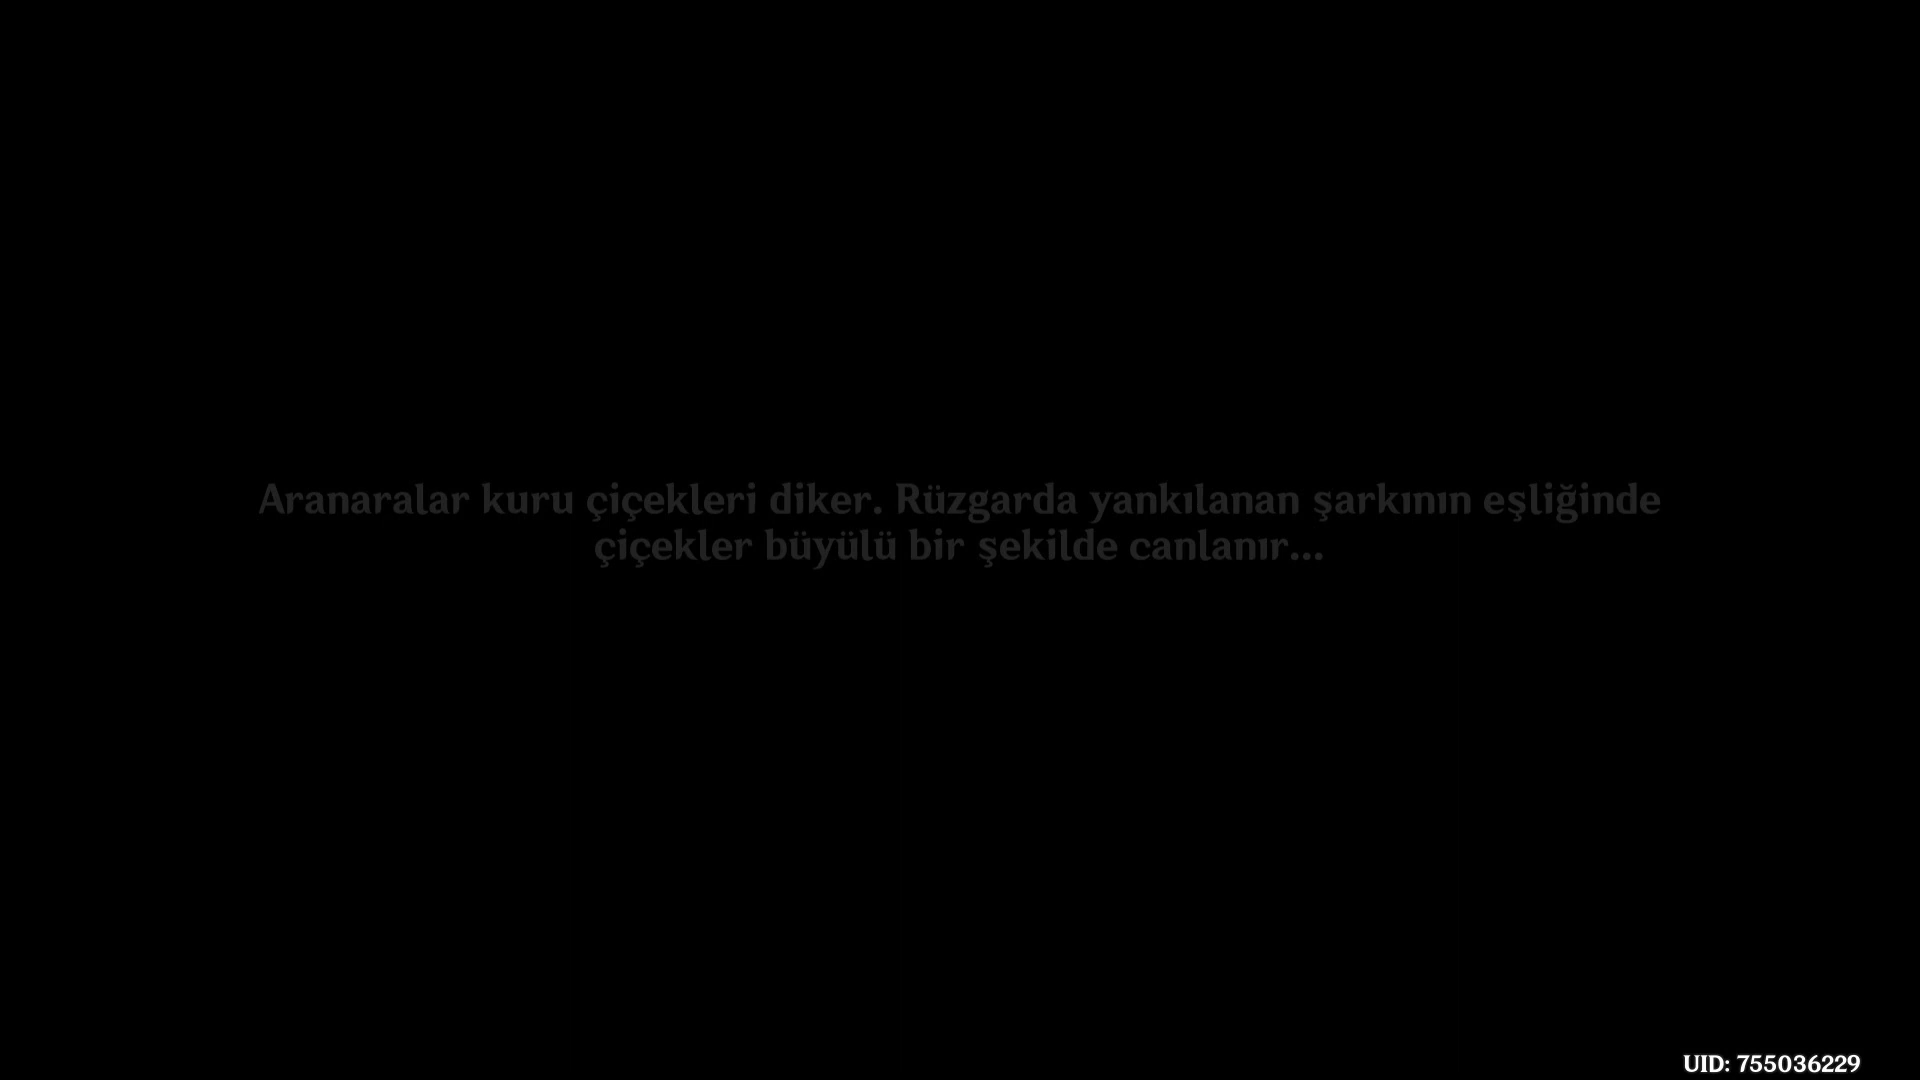 Aranaralar kuru çiçekleri diker. Rüzgarda yankılanan şarkının eşliğinde
çiçekler büyülü bir şekilde canlanır...
UID: 755036229